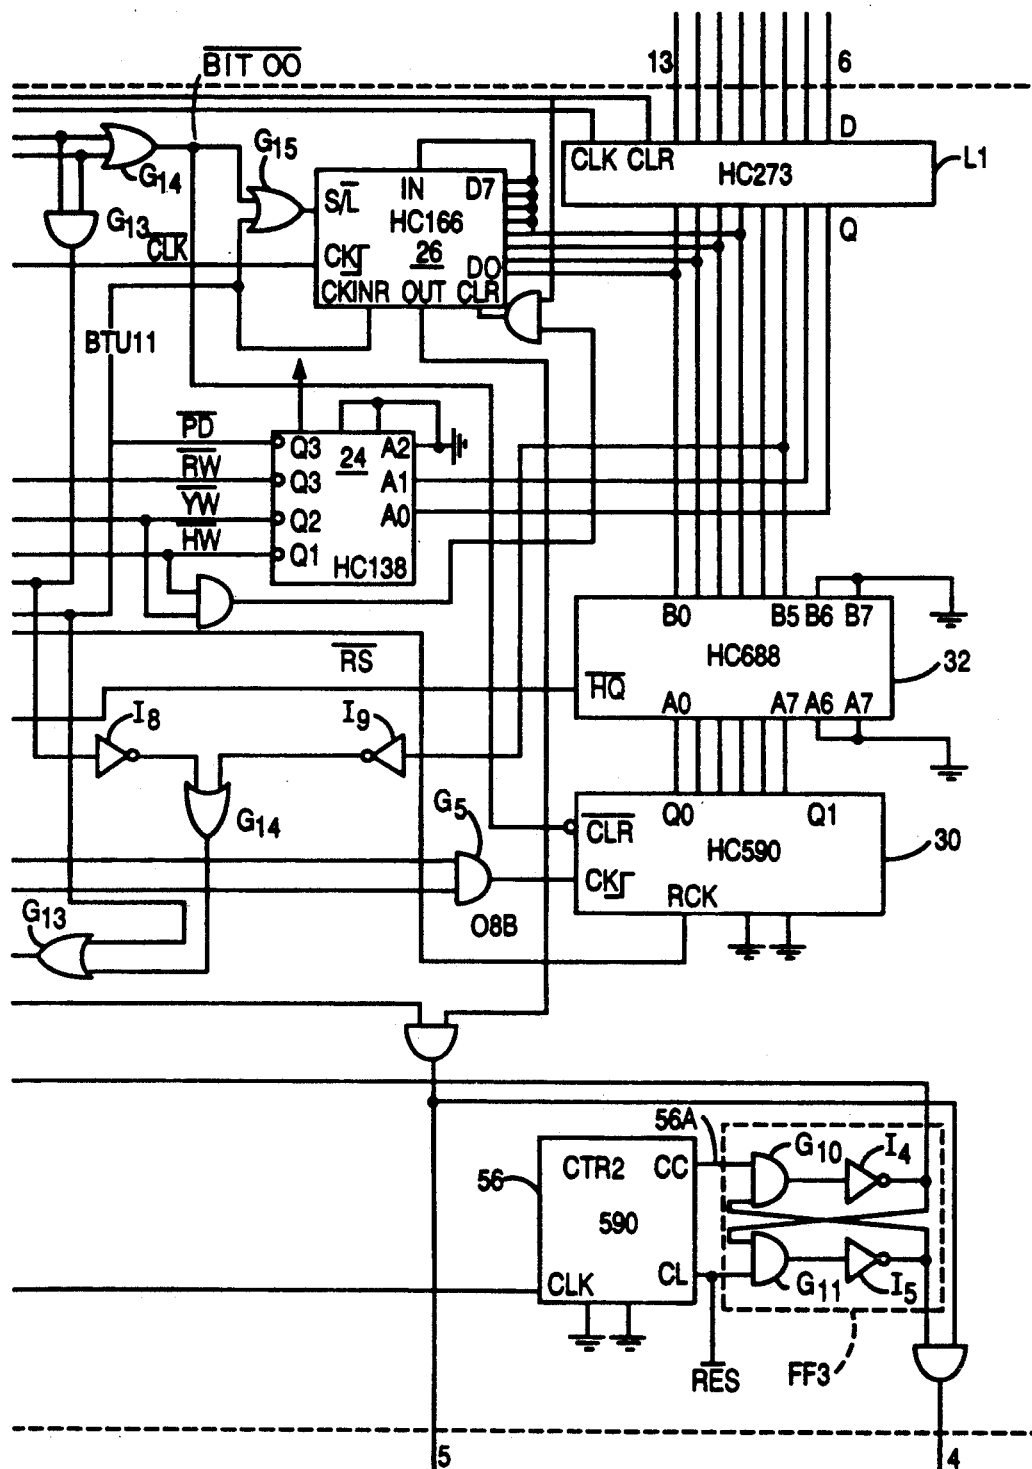 13 6
BIT OO
D
G15
CLK CLR HC273 L1
G14
IN D7
S/L HC166
G13
Q
CLK
CK 26 DO
CKINR OUT CLR
BTU11
PD Q3 24 A2
RW Q3 A1
YW Q2 A0
HW Q1
HC138
B0 B5 B6 B7
RS HC688 32
HQ
A0 A7 A6 A7
I8 I9
G5
G14 Q0 Q1
CLR HC590 30
CK
G13 RCK
O8B
56A
G10 I4
56 CTR2 CC
590
CL
CLK G11 I5
RES FF3
5 4